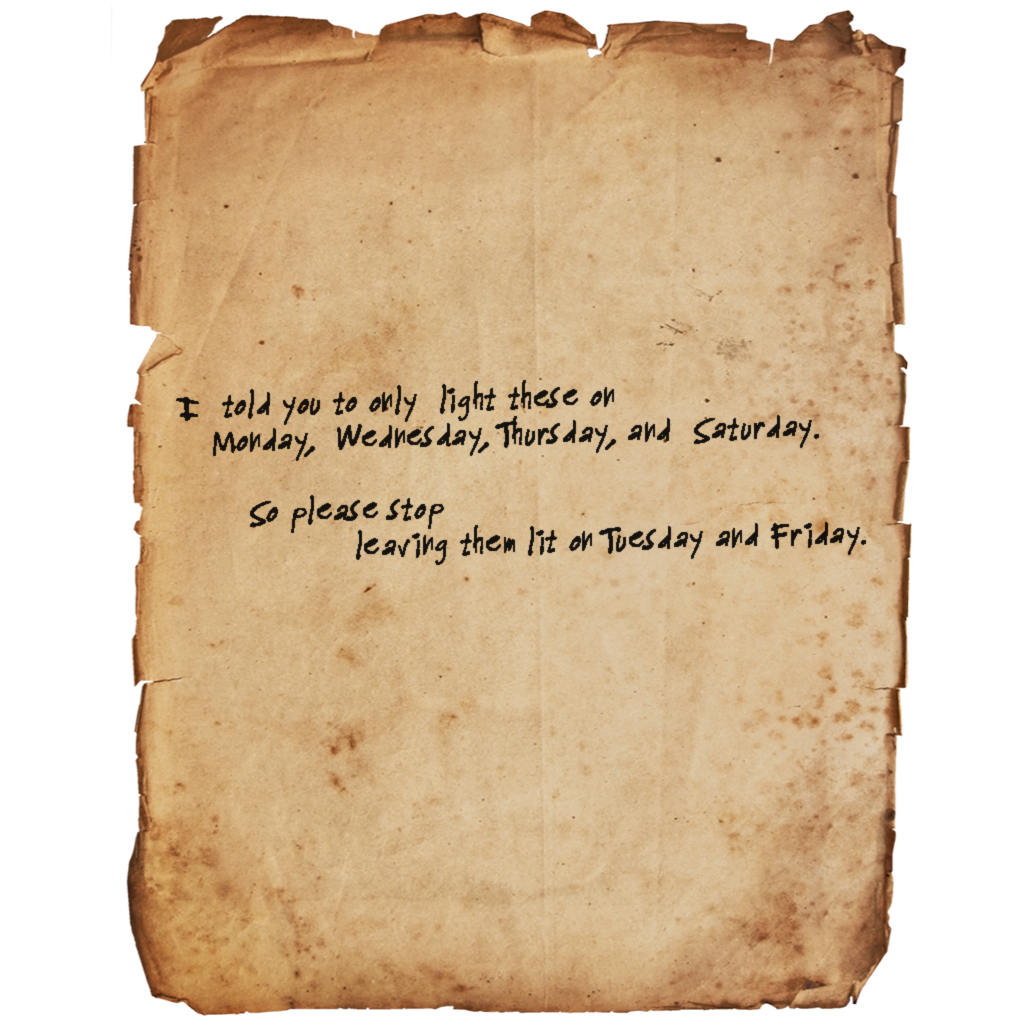 I told you to only light these on
Monday, Wednesday, Thursday, and Saturday.
So please stop
leaving them lit on Tuesday and Friday.